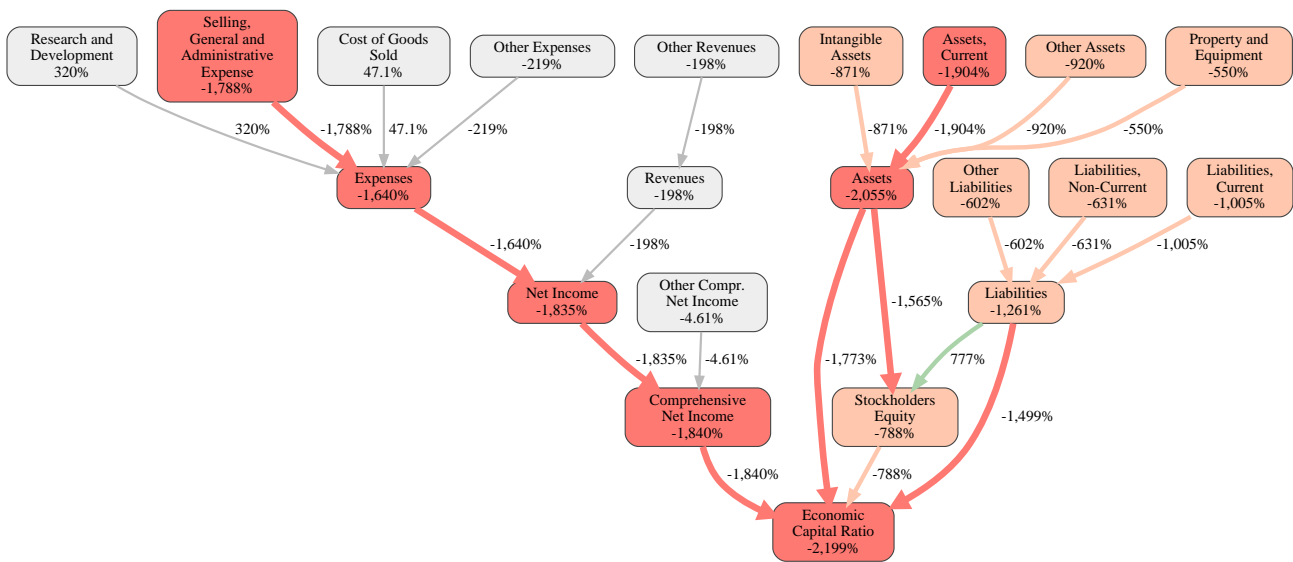 Research and
Development
320%
Selling,
General and
Administrative
Expense
-1,788%
Cost of Goods
Sold
47.1%
Other Expenses
-219%
Other Revenues
-198%
Intangible
Assets
-871%
Assets,
Current
-1,904%
Other Assets
-920%
Property and
Equipment
-550%
320%
-1,788%
47.1%
-219%
-198%
-871%
-1,904%
-920%
-550%
Expenses
-1,640%
Revenues
-198%
Assets
-2,055%
Other
Liabilities
-602%
Liabilities,
Non-Current
-631%
Liabilities,
Current
-1,005%
-1,640%
-198%
-602%
-631%
-1,005%
Net Income
-1,835%
Other Compr.
Net Income
-4.61%
-1,565%
Liabilities
-1,261%
-1,835%
-4.61%
-1,773%
777%
Comprehensive
Net Income
-1,840%
Stockholders
Equity
-788%
-1,499%
-1,840%
-788%
Economic
Capital Ratio
-2,199%